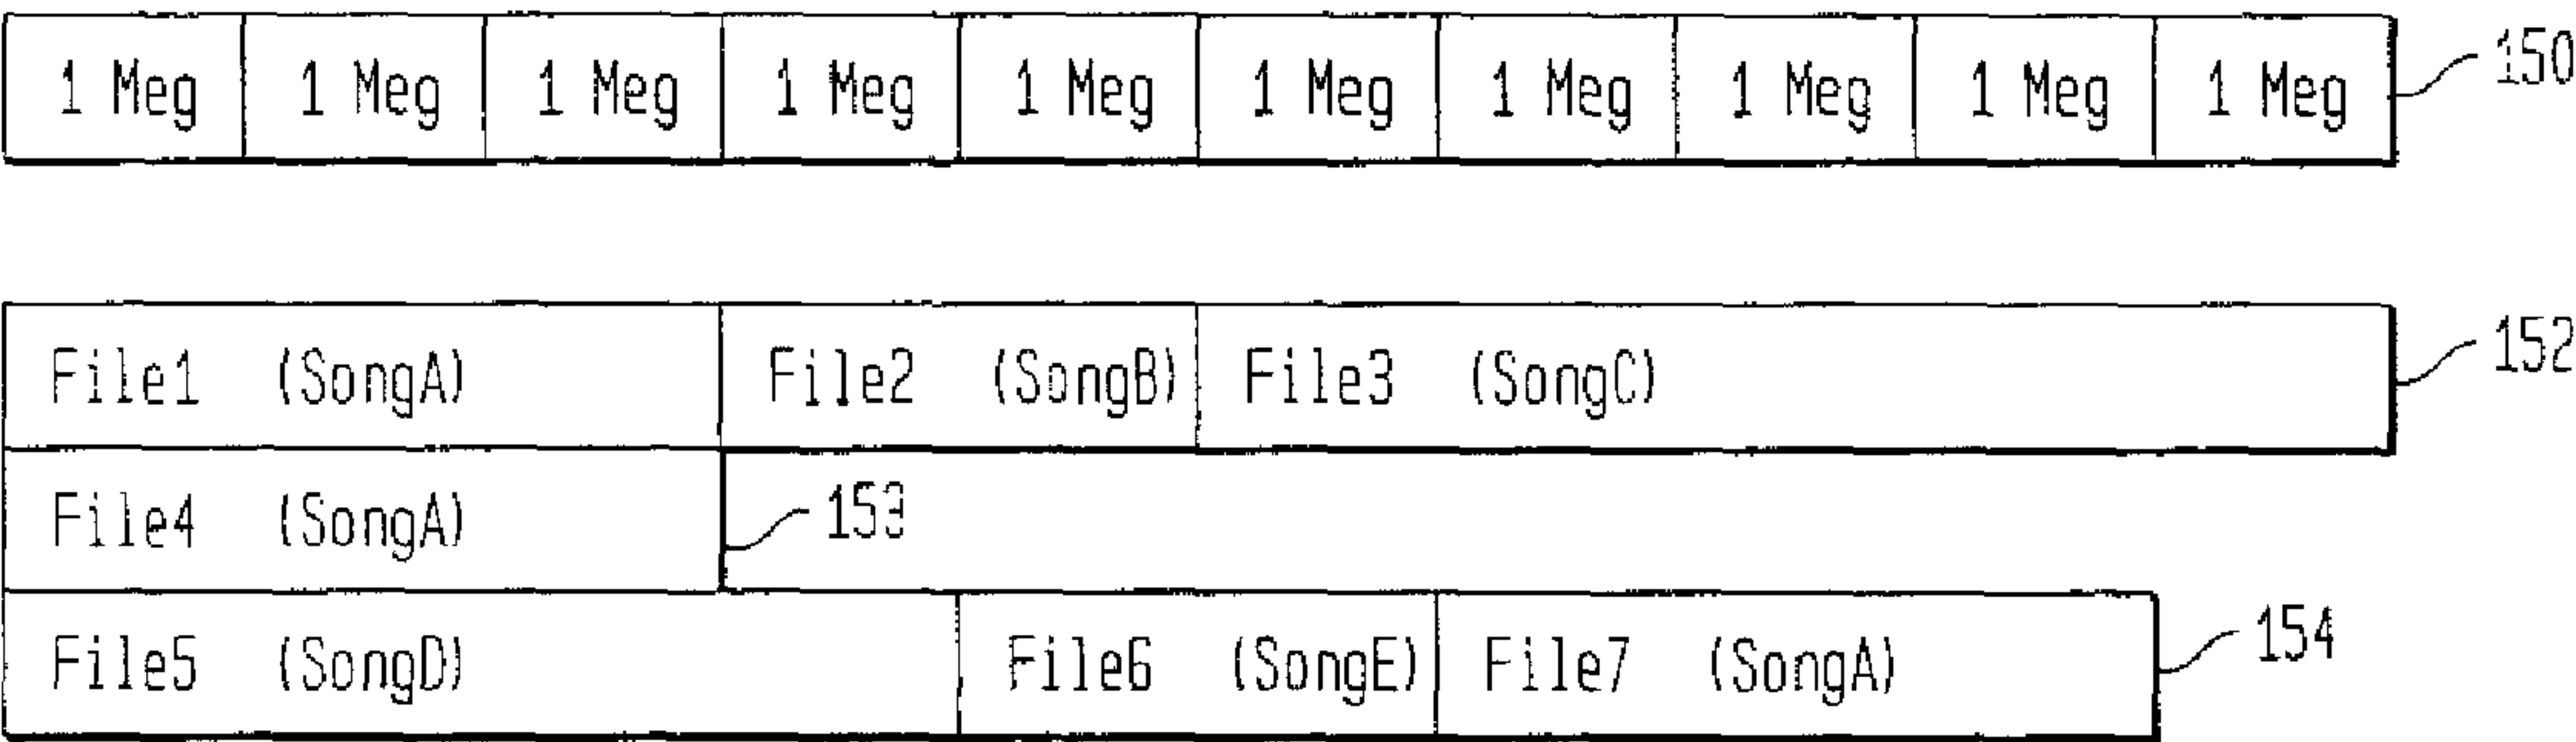 1 Meg 1 Meg 1 Meg 1 Meg 1 Meg 1 Meg 1 Meg 1 Meg 1 Meg 1 Meg 150
File1 (SongA) File2 (SongB) File3 (SongC) 152
File4 (SongA) 153
File5 (SongD) File6 (SongE) File7 (SongA) 154